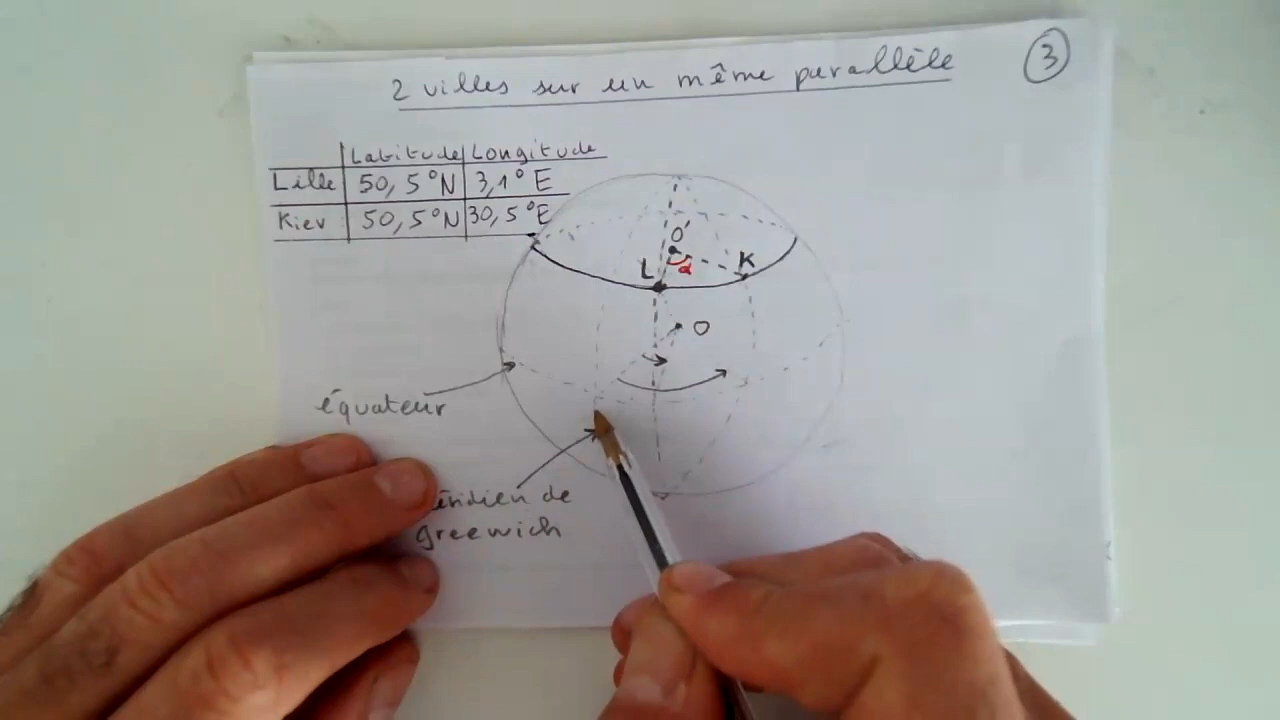 2 villes sur un même parallèle
3
Latitude Longitude
Lille 50,5°N 3,1°E
Kiev 50,5°N 30,5°E
O'
α
L
K
O
équateur
éridien de
greewich